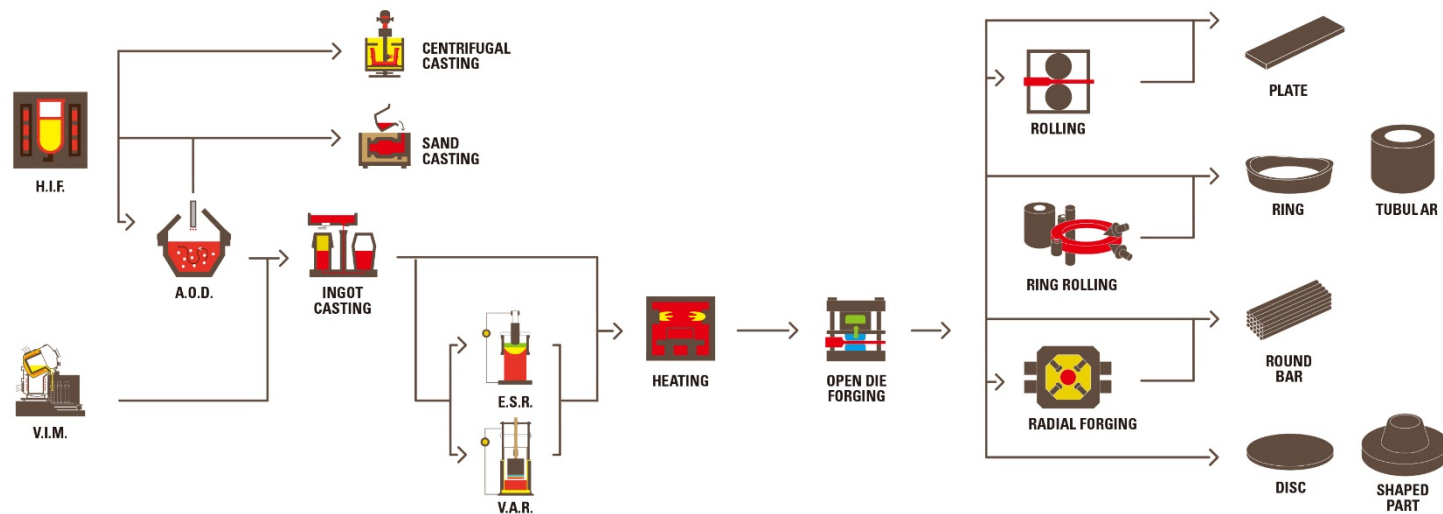 CENTRIFUGAL
CASTING
H.I.F.
SAND
CASTING
A.O.D.
INGOT
CASTING
V.I.M.
E.S.R.
V.A.R.
HEATING
OPEN DIE
FORGING
ROLLING
PLATE
RING ROLLING
RING
TUBULAR
RADIAL FORGING
ROUND
BAR
DISC
SHAPED
PART